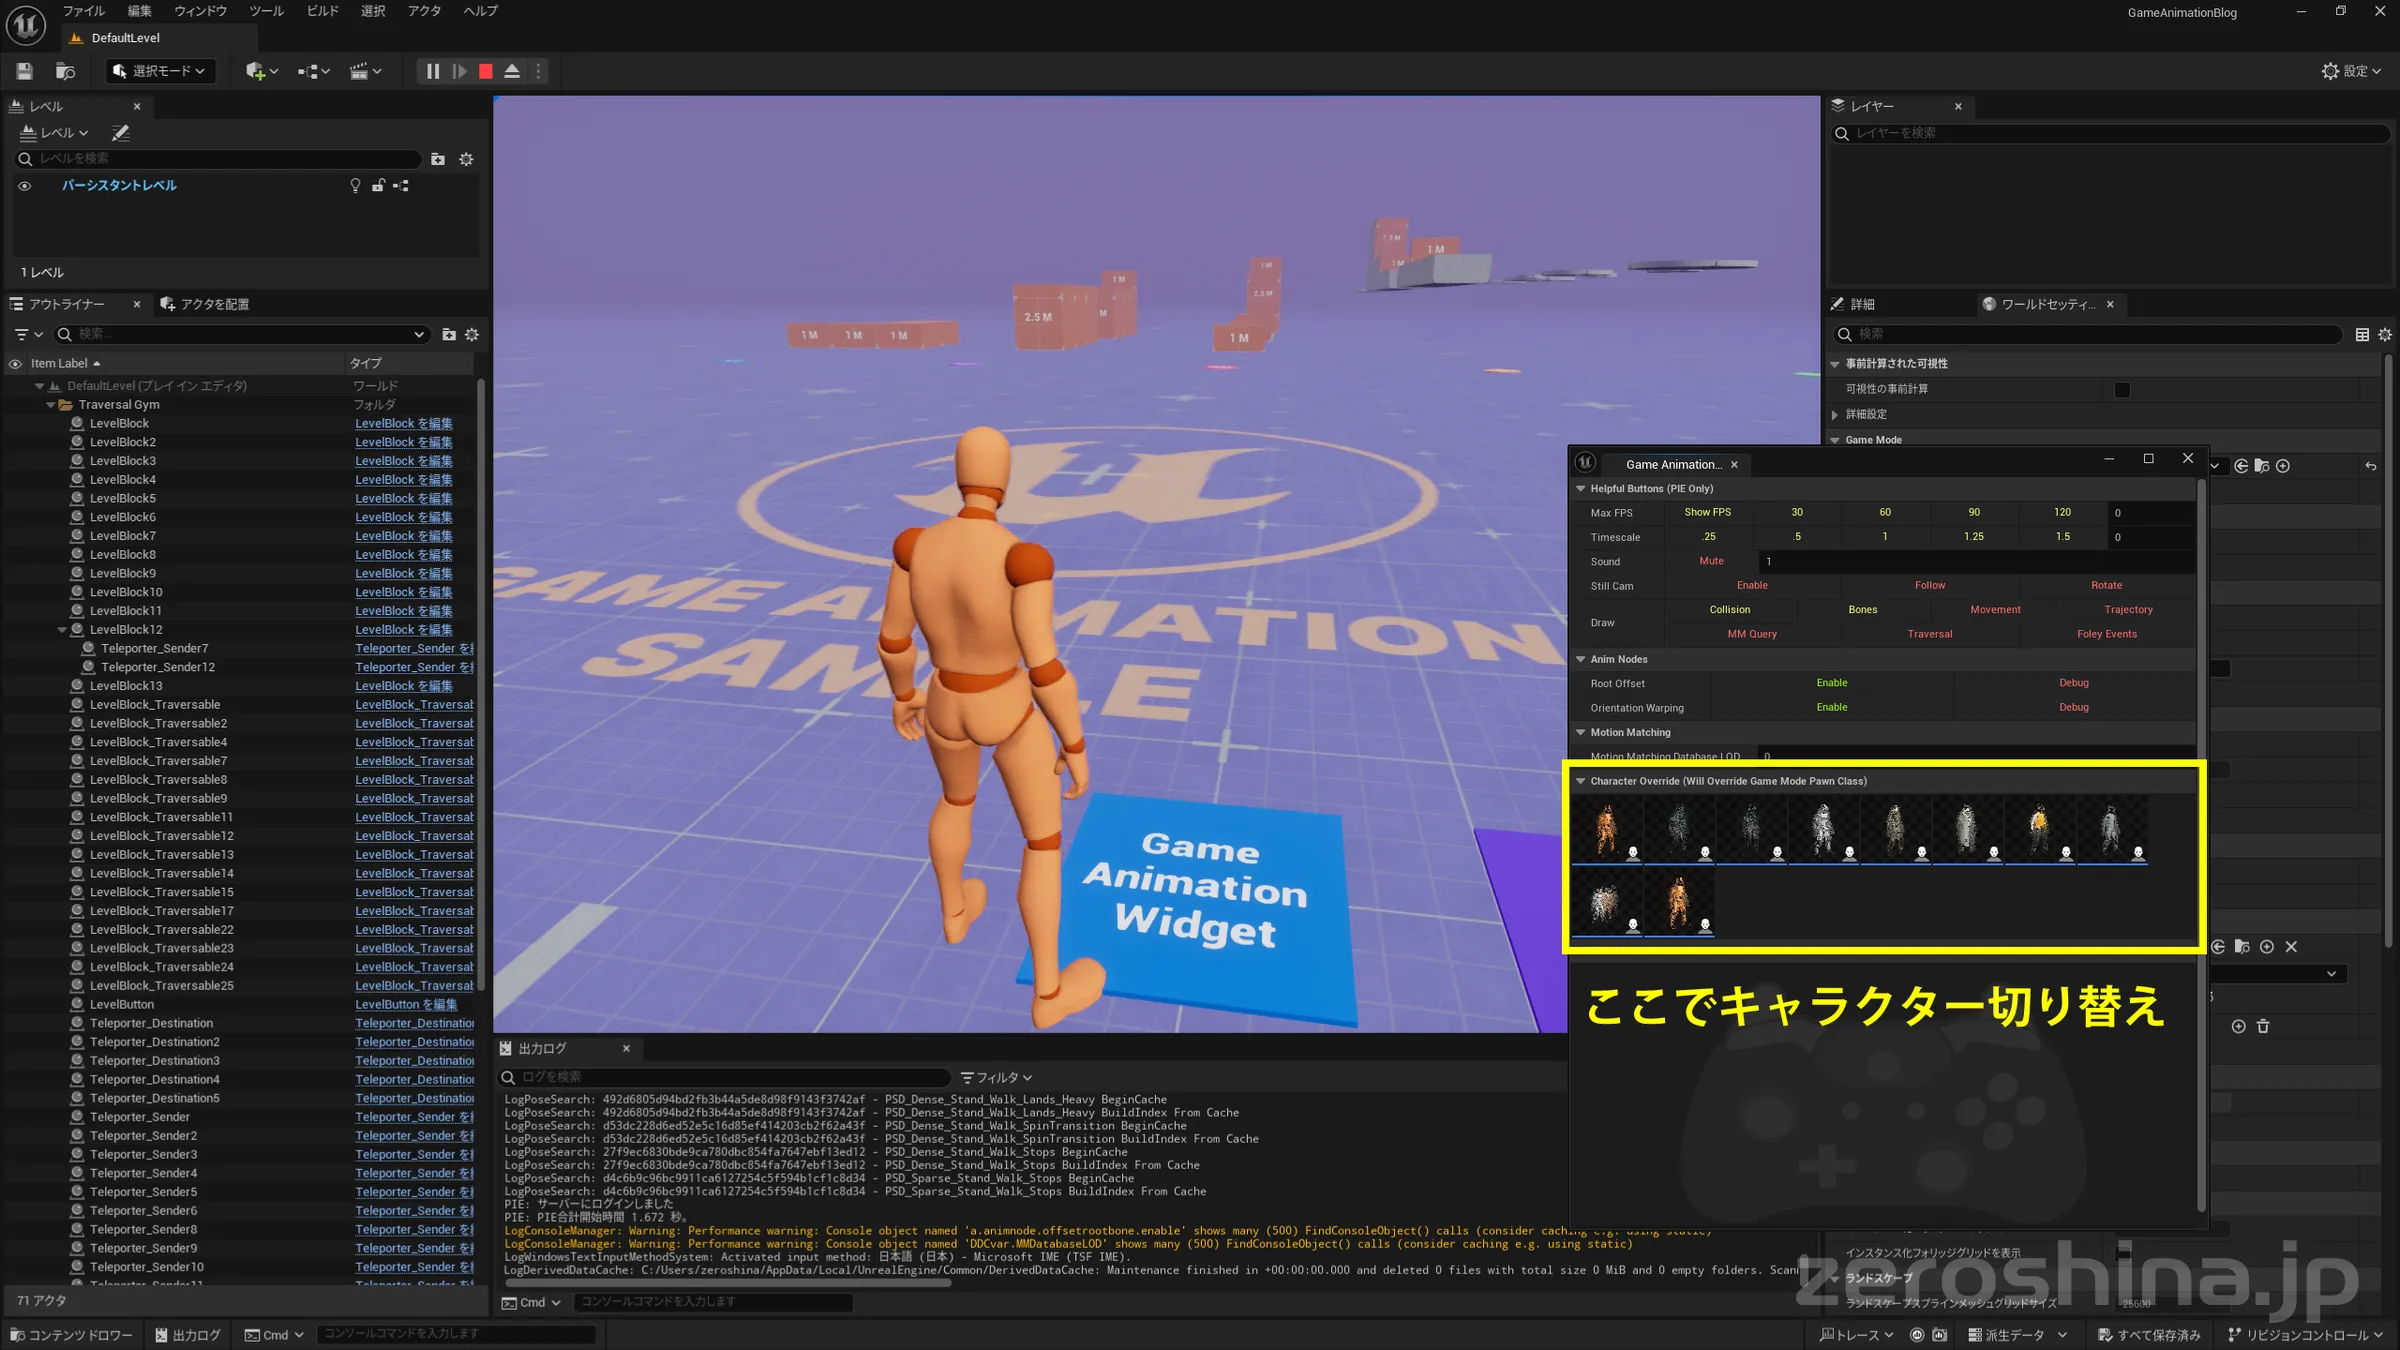 ファイル 編集 ウィンドウ ツール ビルド 選択 アクタ ヘルプ
GameAnimationBlog
DefaultLevel
選択モード
設定
レベル
レベル
レベルを検索
パーシスタントレベル
1 レベル
アウトライナー アクタを配置
検索...
Item Label タイプ
DefaultLevel (プレイ イン エディタ) ワールド
Traversal Gym フォルダ
LevelBlock LevelBlock を編集
LevelBlock2 LevelBlock を編集
LevelBlock3 LevelBlock を編集
LevelBlock4 LevelBlock を編集
LevelBlock5 LevelBlock を編集
LevelBlock6 LevelBlock を編集
LevelBlock7 LevelBlock を編集
LevelBlock8 LevelBlock を編集
LevelBlock9 LevelBlock を編集
LevelBlock10 LevelBlock を編集
LevelBlock11 LevelBlock を編集
LevelBlock12 LevelBlock を編集
Teleporter_Sender7 Teleporter_Sender を
Teleporter_Sender12 Teleporter_Sender を
LevelBlock13 LevelBlock を編集
LevelBlock_Traversable LevelBlock_Traversab
LevelBlock_Traversable2 LevelBlock_Traversab
LevelBlock_Traversable4 LevelBlock_Traversab
LevelBlock_Traversable7 LevelBlock_Traversab
LevelBlock_Traversable8 LevelBlock_Traversab
LevelBlock_Traversable9 LevelBlock_Traversab
LevelBlock_Traversable11 LevelBlock_Traversab
LevelBlock_Traversable12 LevelBlock_Traversab
LevelBlock_Traversable13 LevelBlock_Traversab
LevelBlock_Traversable14 LevelBlock_Traversab
LevelBlock_Traversable15 LevelBlock_Traversab
LevelBlock_Traversable17 LevelBlock_Traversab
LevelBlock_Traversable22 LevelBlock_Traversab
LevelBlock_Traversable23 LevelBlock_Traversab
LevelBlock_Traversable24 LevelBlock_Traversab
LevelBlock_Traversable25 LevelBlock_Traversab
LevelButton LevelButton を編集
Teleporter_Destination Teleporter_Destination
Teleporter_Destination2 Teleporter_Destination
Teleporter_Destination3 Teleporter_Destination
Teleporter_Destination4 Teleporter_Destination
Teleporter_Destination5 Teleporter_Destination
Teleporter_Sender Teleporter_Sender を
Teleporter_Sender2 Teleporter_Sender を
Teleporter_Sender3 Teleporter_Sender を
Teleporter_Sender4 Teleporter_Sender を
Teleporter_Sender5 Teleporter_Sender を
Teleporter_Sender6 Teleporter_Sender を
Teleporter_Sender8 Teleporter_Sender を
Teleporter_Sender9 Teleporter_Sender を
Teleporter_Sender10 Teleporter_Sender を
71 アクタ
1 M 1 M 1 M
2.5 M
M
1 M
1 M
2.5 M
1 M
1 M
1 M
GAME ANIMATION
SAMPLE
Game
Animation
Widget
レイヤー
レイヤーを検索
詳細 ワールドセッティ...
検索
事前計算された可視性
可視性の事前計算
詳細設定
Game Mode
Game Animation...
Helpful Buttons (PIE Only)
Max FPS Show FPS 30 60 90 120 0
Timescale .25 .5 1 1.25 1.5 0
Sound Mute 1
Still Cam Enable Follow Rotate
Draw Collision Bones Movement Trajectory
MM Query Traversal Foley Events
Anim Nodes
Root Offset Enable Debug
Orientation Warping Enable Debug
Motion Matching
Motion Matching Database LOD 0
Character Override (Will Override Game Mode Pawn Class)
ここでキャラクター切り替え
出力ログ
ログを検索 フィルタ
LogPoseSearch: 492d6805d94bd2fb3b44a5de8d98f9143f3742af - PSD_Dense_Stand_Walk_Lands_Heavy BeginCache
LogPoseSearch: 492d6805d94bd2fb3b44a5de8d98f9143f3742af - PSD_Dense_Stand_Walk_Lands_Heavy BuildIndex From Cache
LogPoseSearch: d53dc228d6ed52e5c16d85ef414203cb2f62a43f - PSD_Dense_Stand_Walk_SpinTransition BeginCache
LogPoseSearch: d53dc228d6ed52e5c16d85ef414203cb2f62a43f - PSD_Dense_Stand_Walk_SpinTransition BuildIndex From Cache
LogPoseSearch: 27f9ec6830bde9ca780dbc854fa7647ebf13ed12 - PSD_Dense_Stand_Walk_Stops BeginCache
LogPoseSearch: 27f9ec6830bde9ca780dbc854fa7647ebf13ed12 - PSD_Dense_Stand_Walk_Stops BuildIndex From Cache
LogPoseSearch: d4c6b9c96bc9911ca6127254c5f594b1cf1c8d34 - PSD_Sparse_Stand_Walk_Stops BeginCache
LogPoseSearch: d4c6b9c96bc9911ca6127254c5f594b1cf1c8d34 - PSD_Sparse_Stand_Walk_Stops BuildIndex From Cache
PIE: サーバーにログインしました
PIE: PIE合計開始時間 1.672 秒。
LogConsoleManager: Warning: Performance warning: Console object named 'a.animnode.offsetrootbone.enable' shows many (500) FindConsoleObject() calls (consider caching e.g. using static)
LogConsoleManager: Warning: Performance warning: Console object named 'DDCvar.MMDatabaseLOD' shows many (500) FindConsoleObject() calls (consider caching e.g. using static)
LogWindowsTextInputMethodSystem: Activated input method: 日本語 (日本) - Microsoft IME (TSF IME).
LogDerivedDataCache: C:/Users/zeroshina/AppData/Local/UnrealEngine/Common/DerivedDataCache: Maintenance finished in +00:00:00.000 and deleted 0 files with total size 0 MiB and 0 empty folders. Scan
Cmd コンソールコマンドを入力します
インスタンス化フォリッジグリッドを表示
ランドスケープ
ランドスケープスプラインメッシュグリッドサイズ 25600
zeroshina.jp
コンテンツドロワー 出力ログ Cmd コンソールコマンドを入力します
トレース 派生データ すべて保存済み リビジョンコントロール